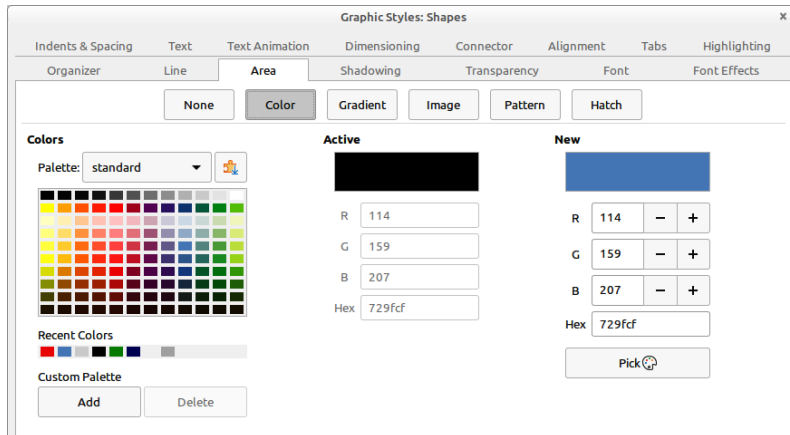 Graphic Styles: Shapes ×
Indents & Spacing Text Text Animation Dimensioning Connector Alignment Tabs Highlighting
Organizer Line Area Shadowing Transparency Font Font Effects
None Color Gradient Image Pattern Hatch
Colors Active New
Palette: standard
R 114 R 114 − +
G 159 G 159 − +
B 207 B 207 − +
Hex 729fcf Hex 729fcf
Recent Colors
Pick
Custom Palette
Add Delete